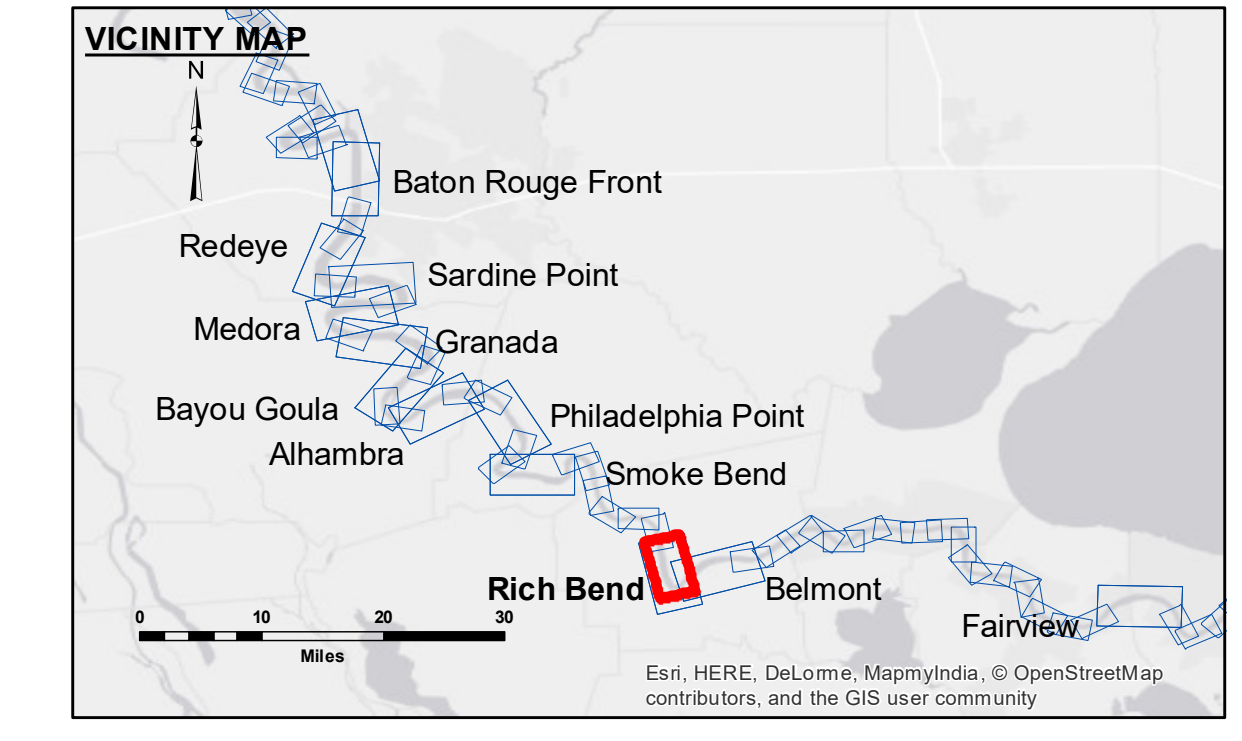 VICINITY MAP
N
Baton Rouge Front
Redeye
Sardine Point
Medora
Granada
Bayou Goula
Philadelphia Point
Alhambra
Smoke Bend
Rich Bend
Belmont
Fairview
0 10 20 30
Miles
Esri, HERE, DeLorme, MapmyIndia, © OpenStreetMap
contributors, and the GIS user community